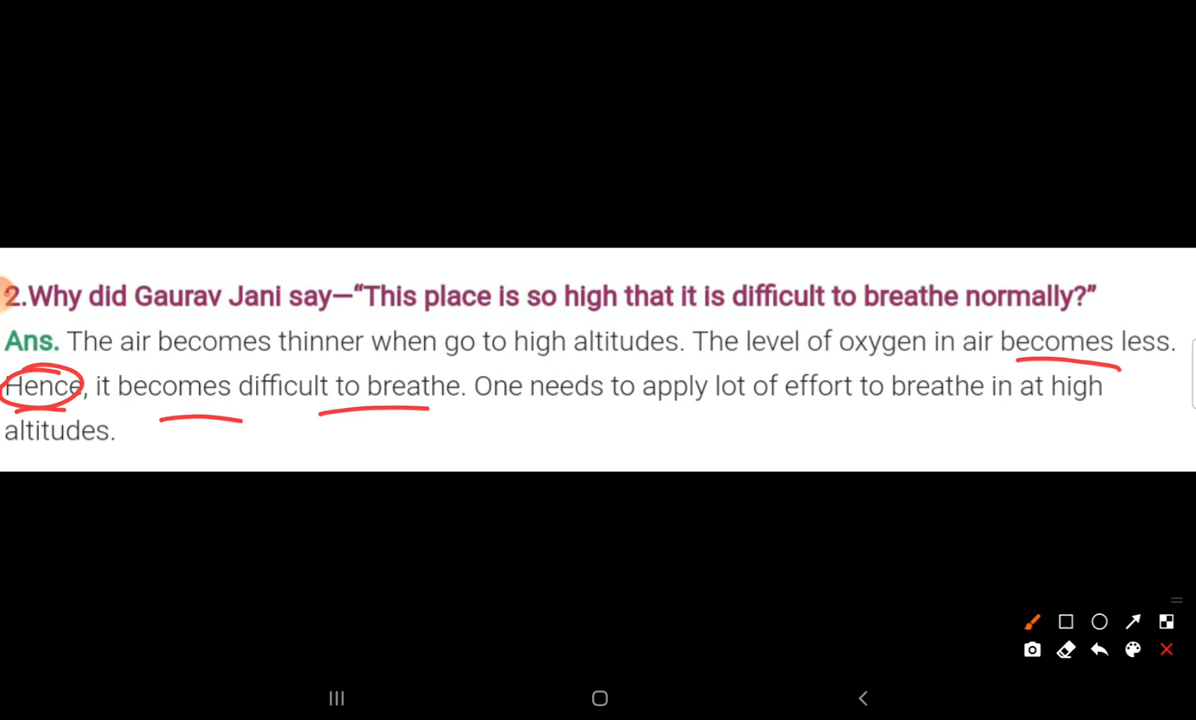 2.Why did Gaurav Jani say—“This place is so high that it is difficult to breathe normally?”
Ans. The air becomes thinner when go to high altitudes. The level of oxygen in air becomes less.
Hence, it becomes difficult to breathe. One needs to apply lot of effort to breathe in at high
altitudes.